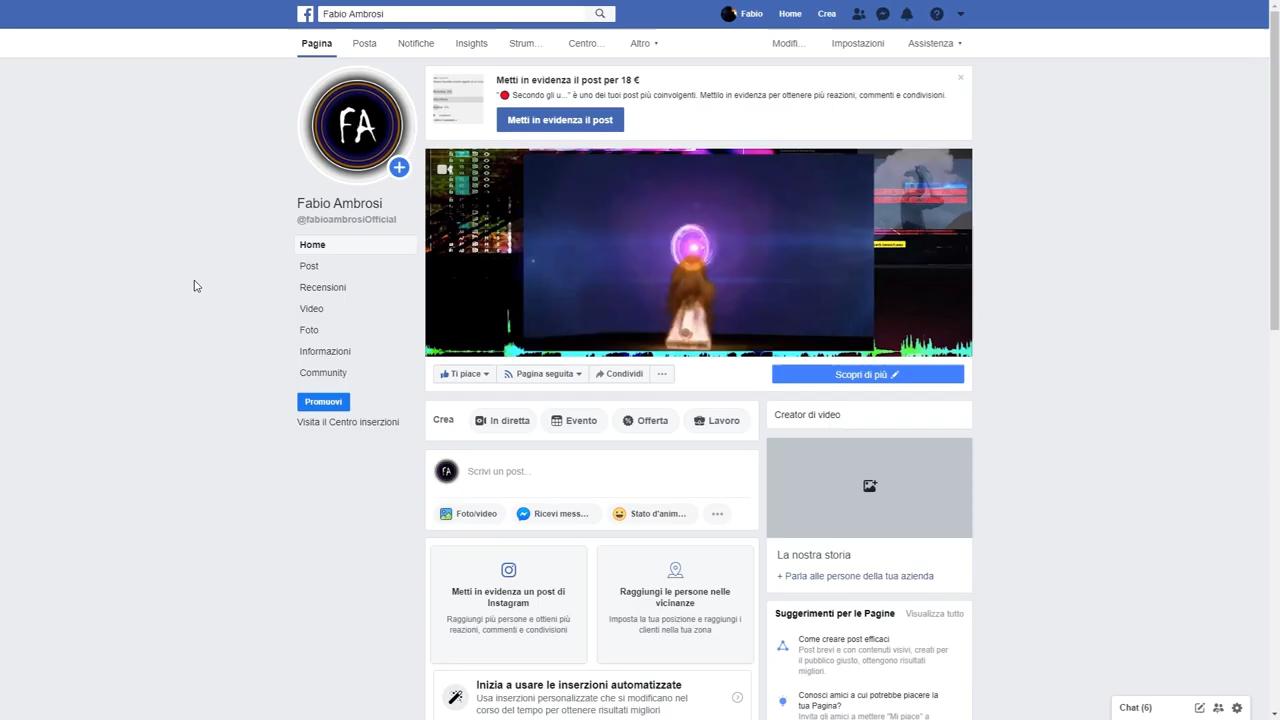 Fabio Ambrosi
Fabio
Home
Crea
Pagina
Posta
Notifiche
Insights
Strum...
Centro...
Altro
Modifi...
Impostazioni
Assistenza
FA
Fabio Ambrosi
@fabioambrosiOfficial
Home
Post
Recensioni
Video
Foto
Informazioni
Community
Promuovi
Visita il Centro inserzioni
Metti in evidenza il post per 18 €
"🔴 Secondo gli u..." è uno dei tuoi post più coinvolgenti. Mettilo in evidenza per ottenere più reazioni, commenti e condivisioni.
Metti in evidenza il post
Ti piace
Pagina seguita
Condividi
...
Scopri di più
Crea
In diretta
Evento
Offerta
Lavoro
FA
Scrivi un post...
Foto/video
Ricevi mess...
Stato d'anim...
...
Metti in evidenza un post di
Instagram
Raggiungi più persone e ottieni più
reazioni, commenti e condivisioni
Raggiungi le persone nelle
vicinanze
Imposta la tua posizione e raggiungi i
clienti nella tua zona
Inizia a usare le inserzioni automatizzate
Usa inserzioni personalizzate che si modificano nel
corso del tempo per ottenere risultati migliori
Creator di video
La nostra storia
+ Parla alle persone della tua azienda
Suggerimenti per le Pagine
Visualizza tutto
Come creare post efficaci
Post brevi e con contenuti visivi, creati per
il pubblico giusto, ottengono risultati
migliori.
Conosci amici a cui potrebbe piacere la
tua Pagina?
Invita gli amici a mettere "Mi piace" a
Chat (6)